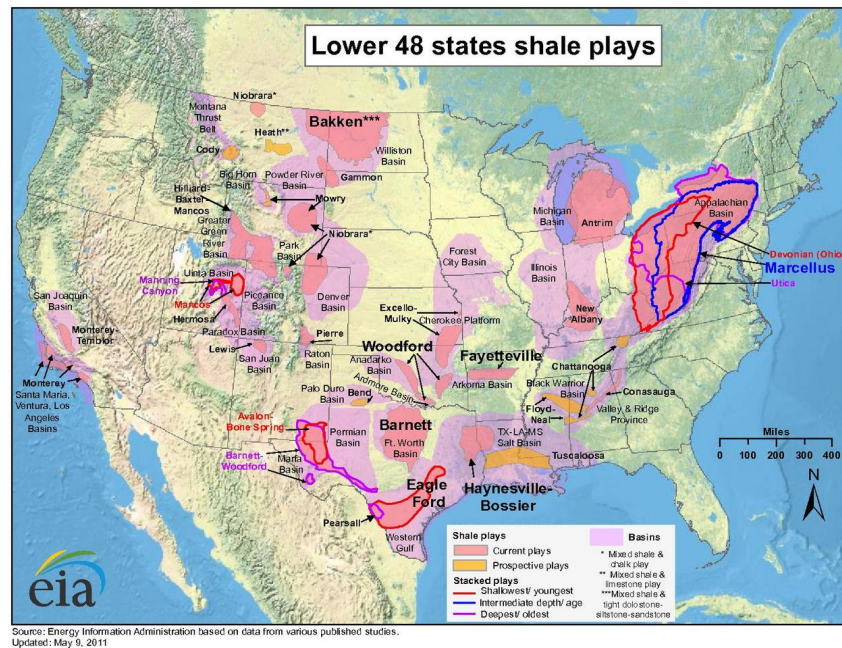 Lower 48 states shale plays
Niobrara*
Montana
Thrust
Belt
Cody
Heath**
Bakken***
Williston
Basin
Big Horn
Basin
Powder River
Basin
Gammon
Hilliard-
Baxter-
Mancos
Mowry
Greater
Green
River
Basin
Park
Basin
Niobrara*
Uinta Basin
Manning
Canyon
Mancos
Piceance
Basin
Denver
Basin
Hermosa
Paradox Basin
Lewis
San Juan
Basin
Pierre
Raton
Basin
San Joaquin
Basin
Monterey-
Temblor
Monterey
Santa Maria,
Ventura, Los
Angeles
Basins
Forest
City Basin
Excello-
Mulky
Cherokee Platform
Woodford
Anadarko
Basin
Ardmore Basin
Arkoma Basin
Fayetteville
Palo Duro
Basin
Bend
Avalon-
Bone Spring
Permian
Basin
Barnett-
Woodford
Marfa
Basin
Barnett
Ft. Worth
Basin
Eagle
Ford
Pearsall
Western
Gulf
Haynesville-
Bossier
TX-LA-MS
Salt Basin
Tuscaloosa
Michigan
Basin
Antrim
Illinois
Basin
New
Albany
Appalachian
Basin
Devonian (Ohio
Marcellus
Utica
Chattanooga
Black Warrior
Basin
Conasauga
Floyd-
Neal
Valley & Ridge
Province
Miles
0 100 200 300 400
N
eia
Shale plays
Current plays
Prospective plays
Stacked plays
Shallowest/ youngest
Intermediate depth/ age
Deepest/ oldest
Basins
* Mixed shale &
chalk play
** Mixed shale &
limestone play
***Mixed shale &
tight dolostone-
siltstone-sandstone
Source: Energy Information Administration based on data from various published studies.
Updated: May 9, 2011